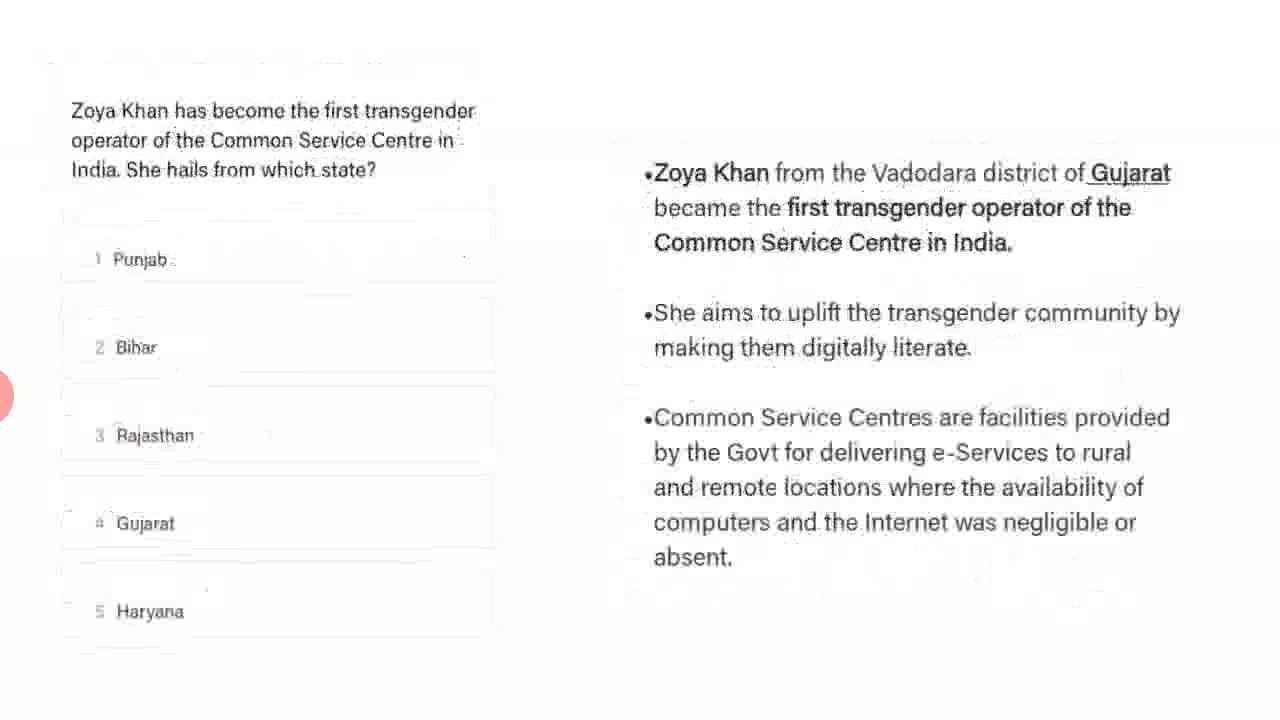 Zoya Khan has become the first transgender
operator of the Common Service Centre in
India. She hails from which state?
1 Punjab
2 Bihar
3 Rajasthan
4 Gujarat
5 Haryana
•Zoya Khan from the Vadodara district of Gujarat
became the first transgender operator of the
Common Service Centre in India.
•She aims to uplift the transgender community by
making them digitally literate.
•Common Service Centres are facilities provided
by the Govt for delivering e-Services to rural
and remote locations where the availability of
computers and the Internet was negligible or
absent.